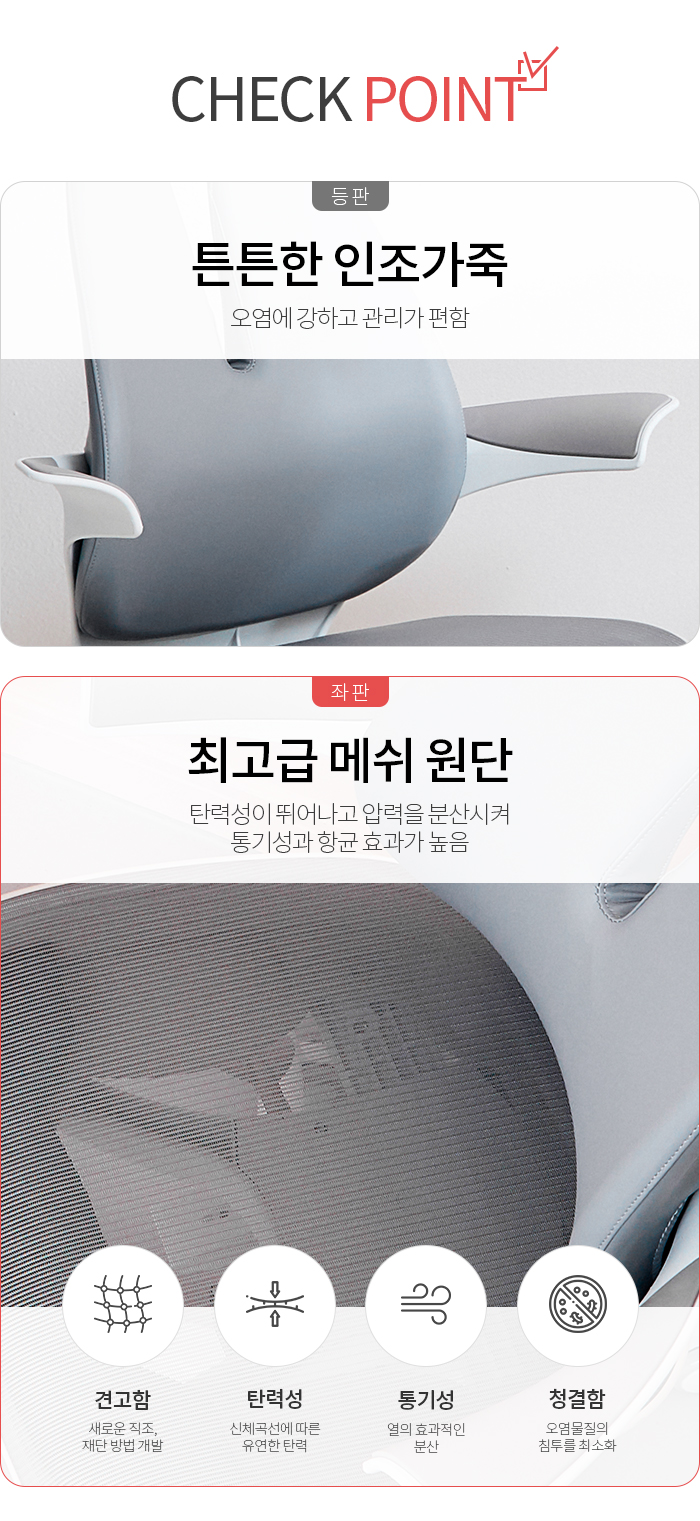 CHECK POINT
등판
튼튼한 인조가죽
오염에 강하고 관리가 편함
좌판
최고급 메쉬 원단
탄력성이 뛰어나고 압력을 분산시켜
통기성과 항균 효과가 높음
견고함
새로운 직조,
재단 방법 개발
탄력성
신체곡선에 따른
유연한 탄력
통기성
열의 효과적인
분산
청결함
오염물질의
침투를 최소화